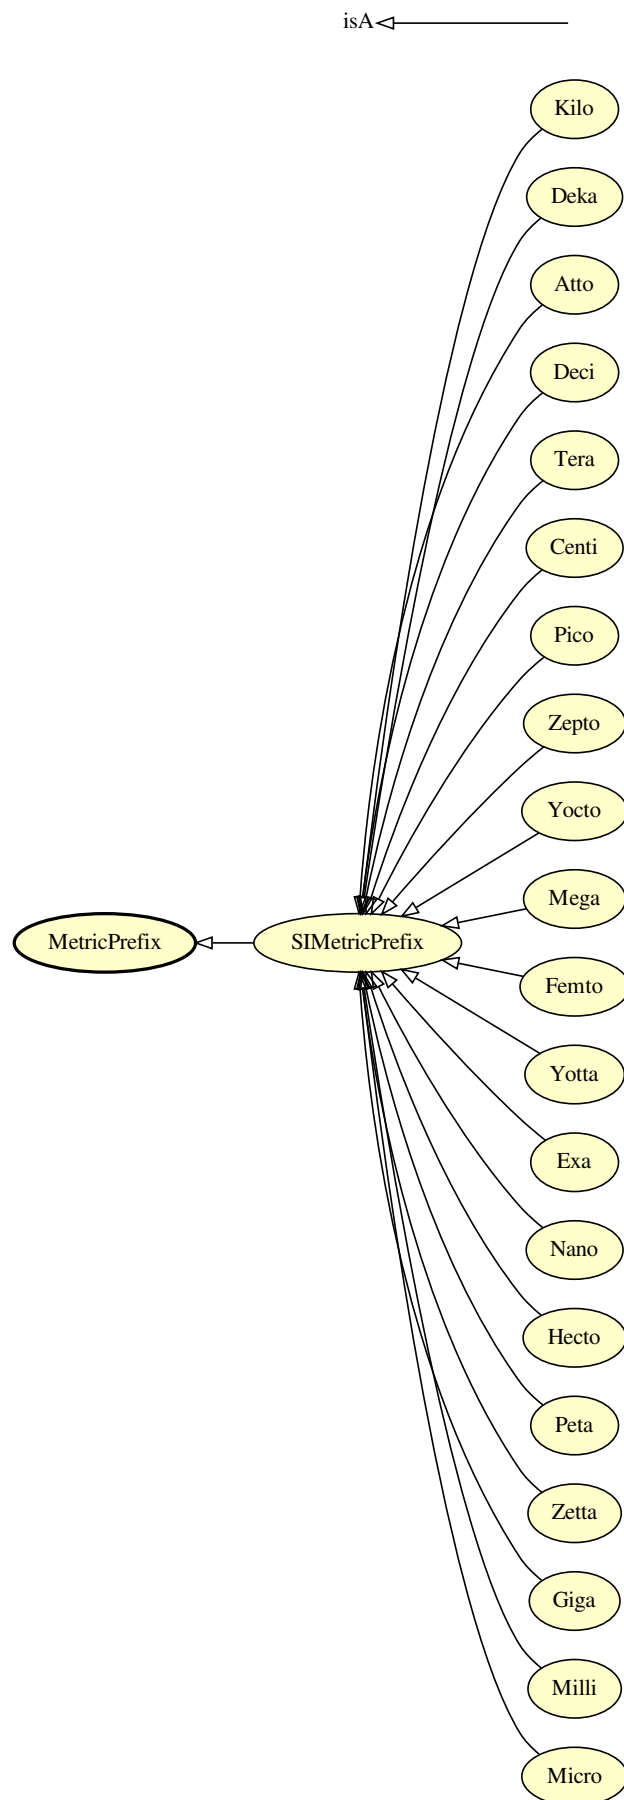 isA
Kilo
Deka
Atto
Deci
Tera
Centi
Pico
Zepto
Yocto
Mega
MetricPrefix
SIMetricPrefix
Femto
Yotta
Exa
Nano
Hecto
Peta
Zetta
Giga
Milli
Micro